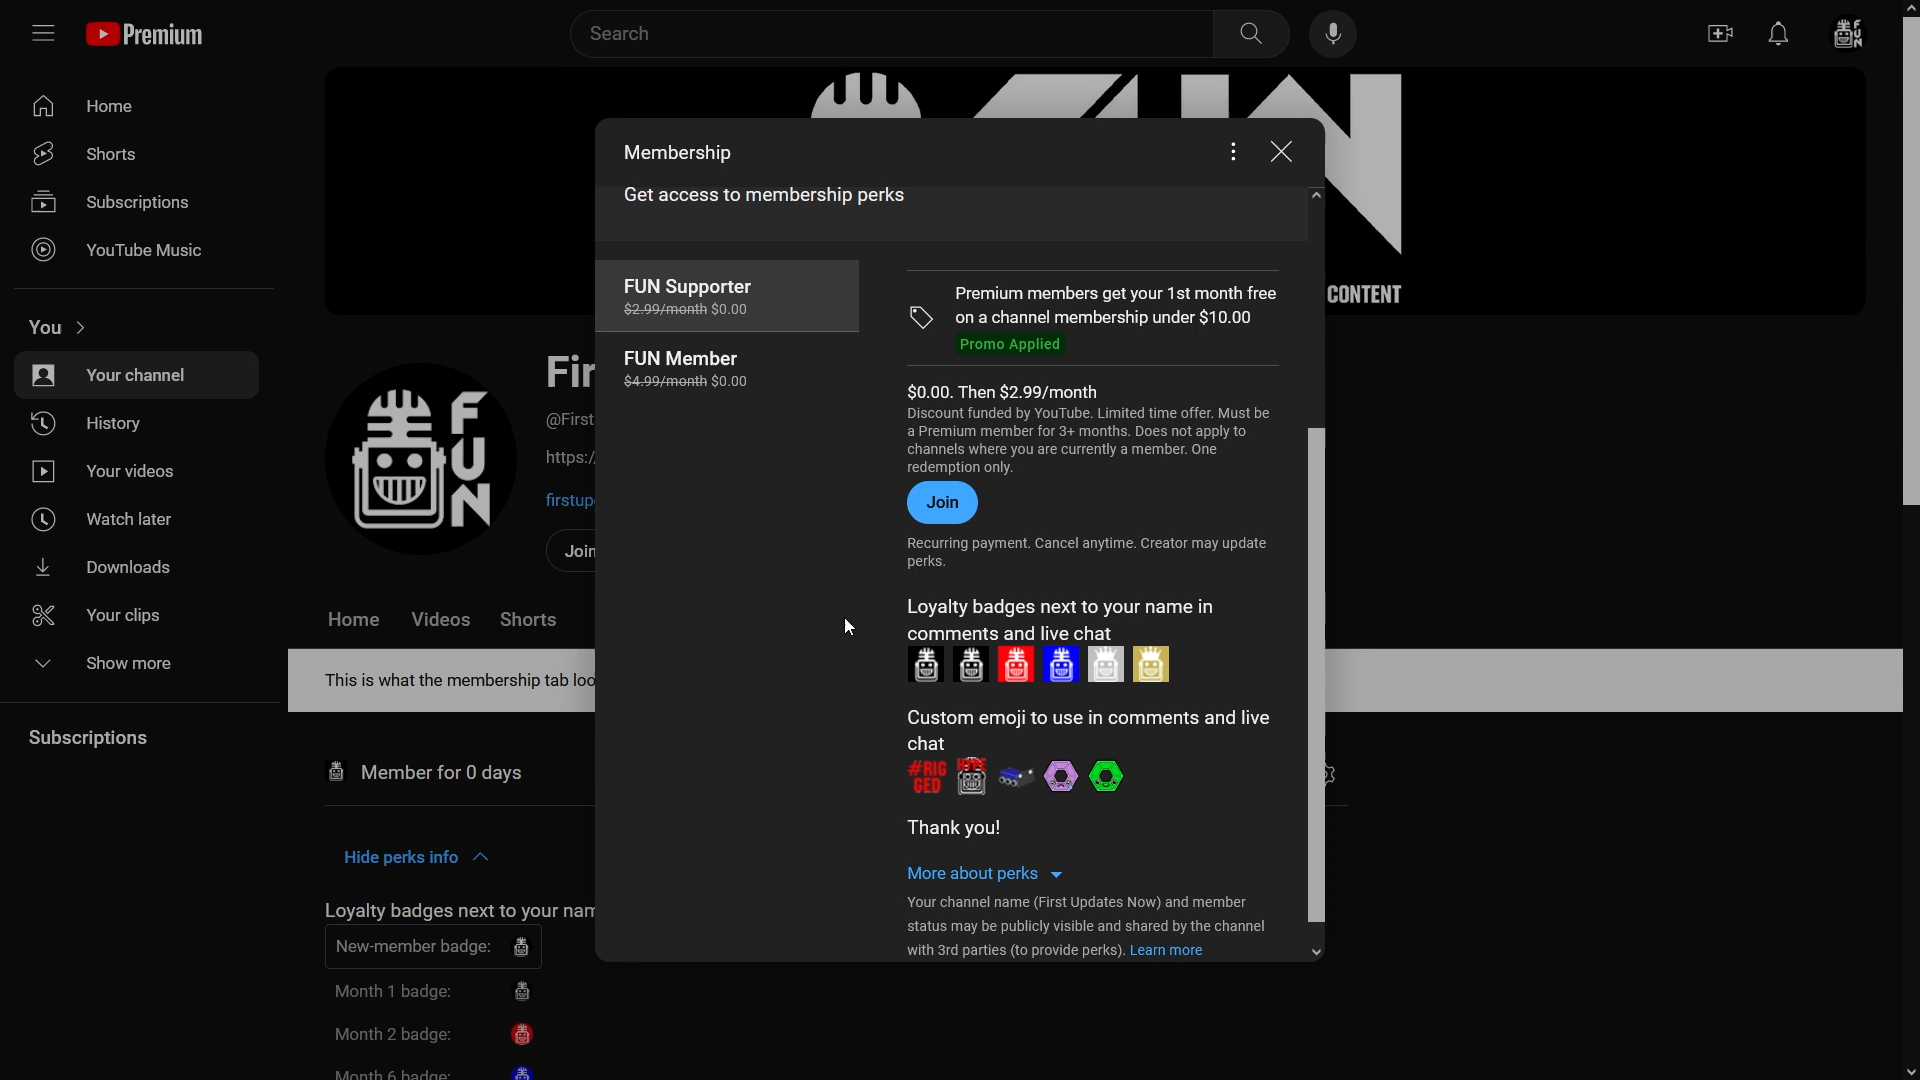 Premium
Search
FUN
Home
Shorts
Subscriptions
YouTube Music
You
Your channel
History
Your videos
Watch later
Downloads
Your clips
Show more
Subscriptions
CONTENT
FUN
Fir
@First
https:/
firstup
Join
Home Videos Shorts
This is what the membership tab loo
Member for 0 days
Hide perks info
Loyalty badges next to your nam
New-member badge:
Month 1 badge:
Month 2 badge:
Month 6 badge:
Membership
Get access to membership perks
FUN Supporter
$2.99/month $0.00
FUN Member
$4.99/month $0.00
Premium members get your 1st month free
on a channel membership under $10.00
Promo Applied
$0.00. Then $2.99/month
Discount funded by YouTube. Limited time offer. Must be
a Premium member for 3+ months. Does not apply to
channels where you are currently a member. One
redemption only.
Join
Recurring payment. Cancel anytime. Creator may update
perks.
Loyalty badges next to your name in
comments and live chat
Custom emoji to use in comments and live
chat
#RIG
GED
HYPE
Thank you!
More about perks
Your channel name (First Updates Now) and member
status may be publicly visible and shared by the channel
with 3rd parties (to provide perks). Learn more